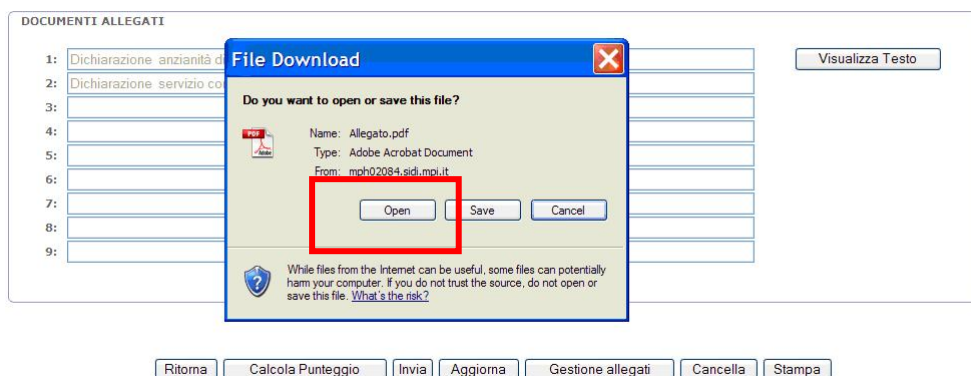 DOCUMENTI ALLEGATI
1: Dichiarazione anzianità d
2: Dichiarazione servizio co
3:
4:
5:
6:
7:
8:
9:
Visualizza Testo
File Download
Do you want to open or save this file?
PDF
Adobe
Name: Allegato.pdf
Type: Adobe Acrobat Document
From: mph02084.sidi.mpi.it
Open Save Cancel
While files from the Internet can be useful, some files can potentially
harm your computer. If you do not trust the source, do not open or
save this file. What's the risk?
Ritorna Calcola Punteggio Invia Aggiorna Gestione allegati Cancella Stampa